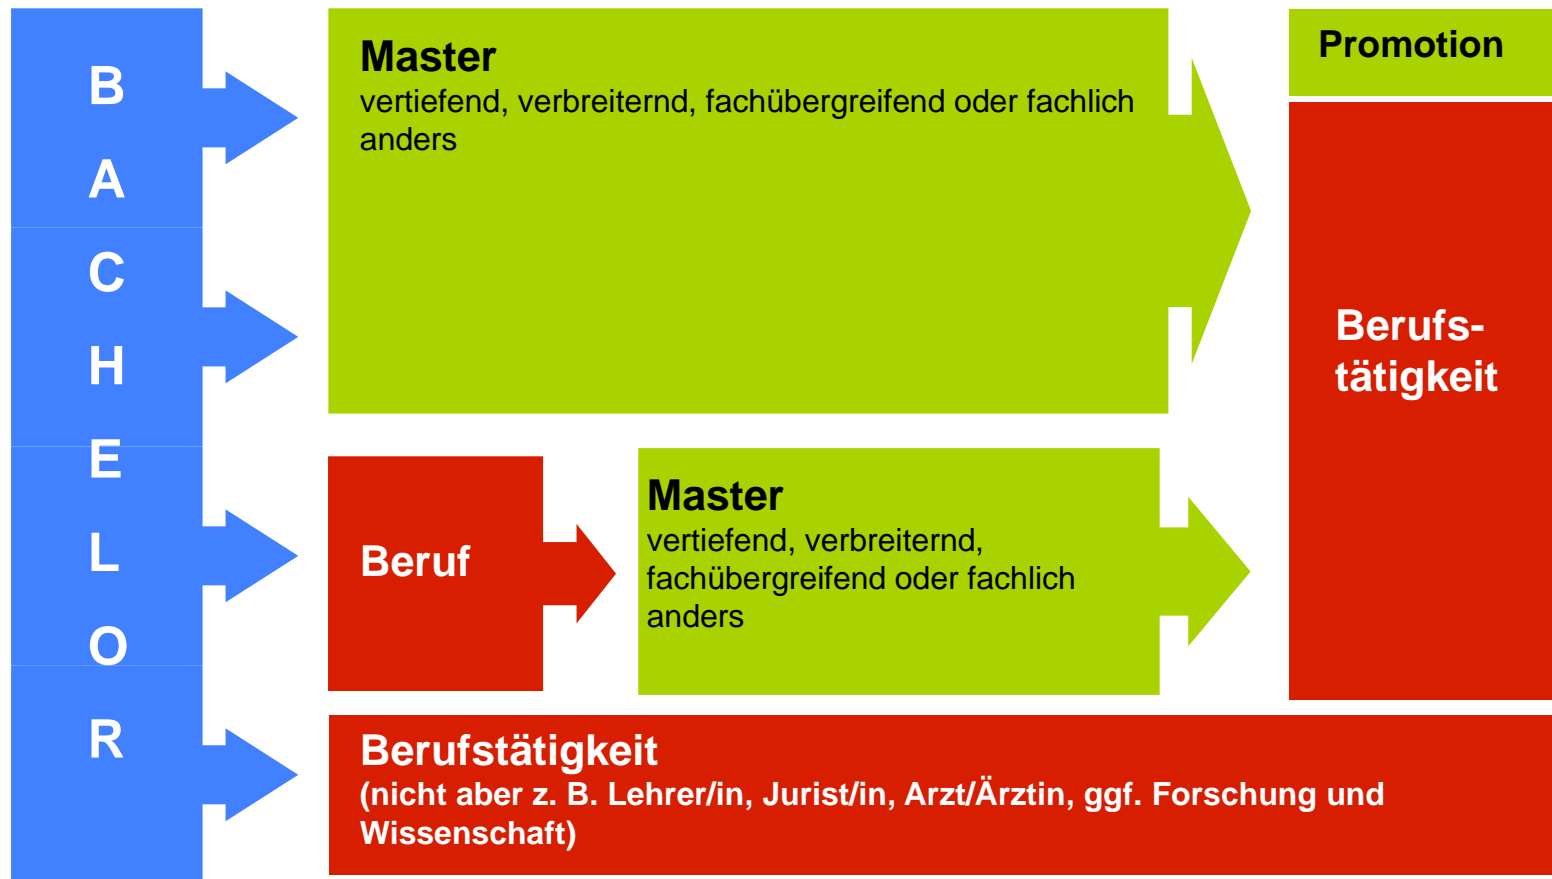 B
A
C
H
E
L
O
R
Master
vertiefend, verbreiternd, fachübergreifend oder fachlich
anders
Promotion
Berufs-
tätigkeit
Beruf
Master
vertiefend, verbreiternd,
fachübergreifend oder fachlich
anders
Berufstätigkeit
(nicht aber z. B. Lehrer/in, Jurist/in, Arzt/Ärztin, ggf. Forschung und
Wissenschaft)